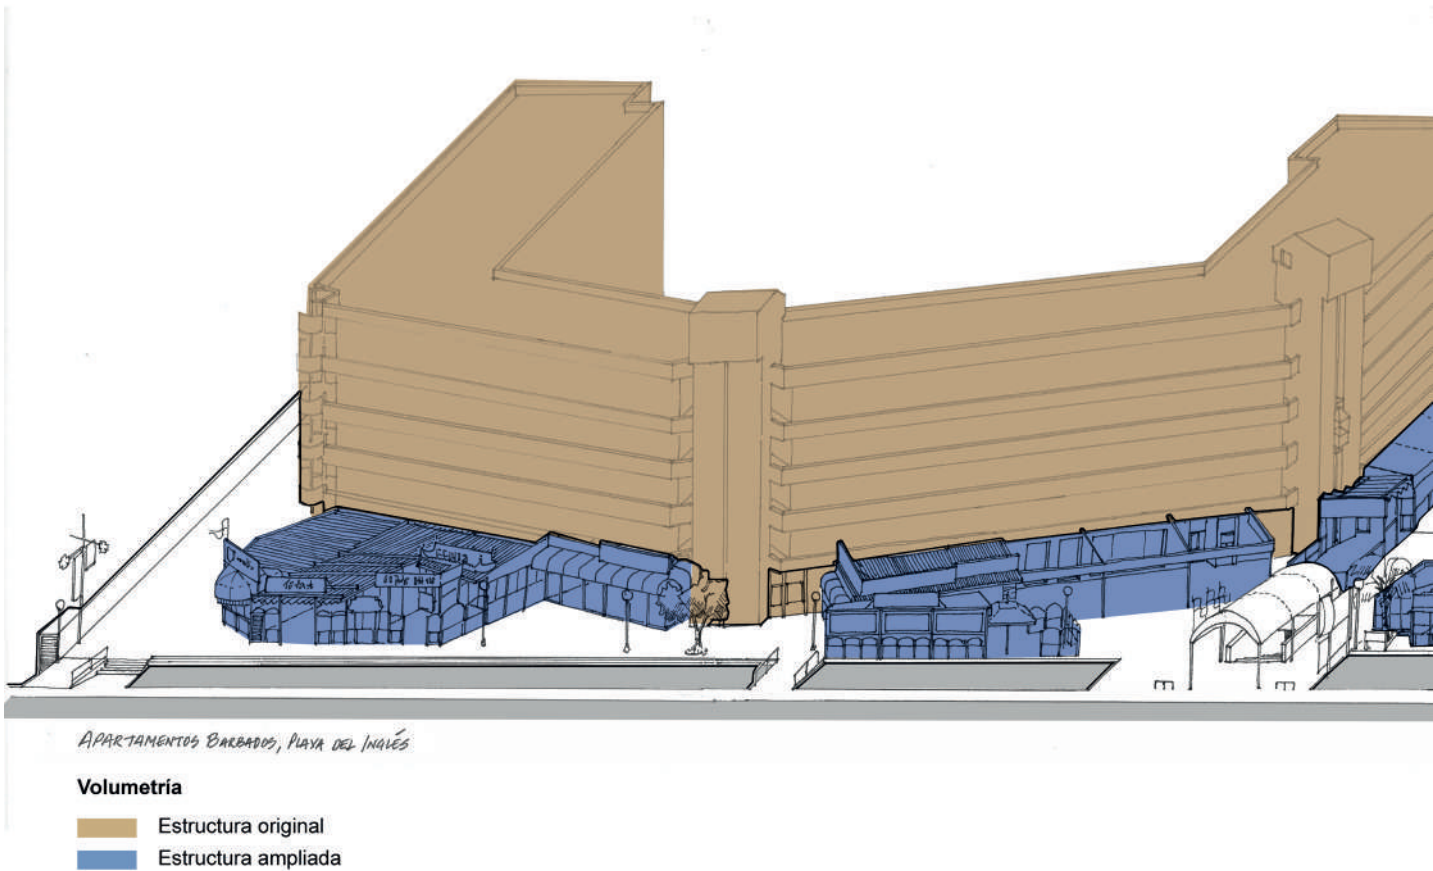 APARTAMENTOS BARBADOS, PLAYA DEL INGLÉS
Volumetría
Estructura original
Estructura ampliada